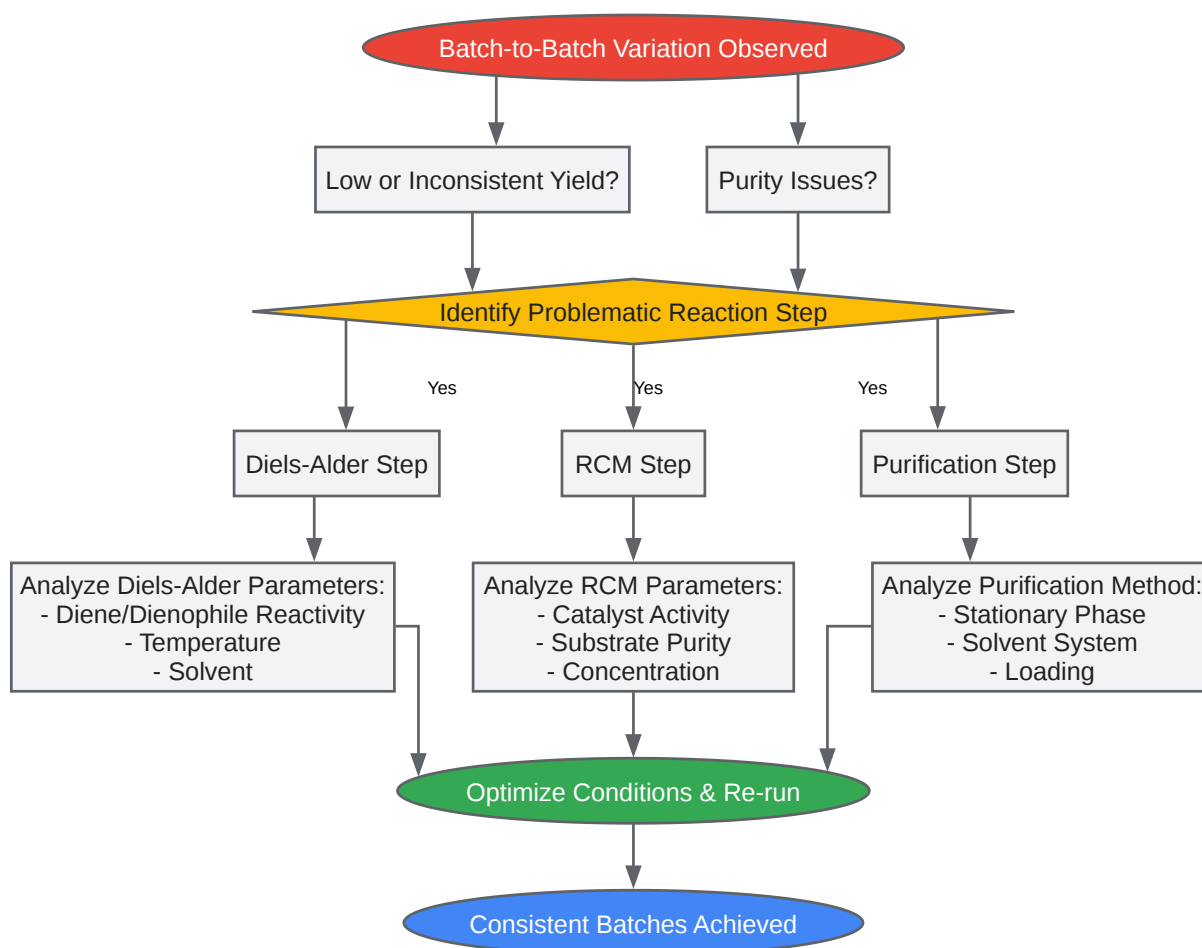 Batch-to-Batch Variation Observed
Low or Inconsistent Yield?
Purity Issues?
Identify Problematic Reaction Step
Yes
Yes
Yes
Diels-Alder Step
RCM Step
Purification Step
Analyze Diels-Alder Parameters:
- Diene/Dienophile Reactivity
- Temperature
- Solvent
Analyze RCM Parameters:
- Catalyst Activity
- Substrate Purity
- Concentration
Analyze Purification Method:
- Stationary Phase
- Solvent System
- Loading
Optimize Conditions & Re-run
Consistent Batches Achieved